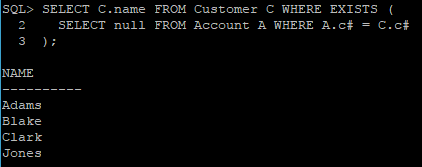 SQL> SELECT C.name FROM Customer C WHERE EXISTS (
  2    SELECT null FROM Account A WHERE A.c# = C.c#
  3  );
NAME
----------
Adams
Blake
Clark
Jones